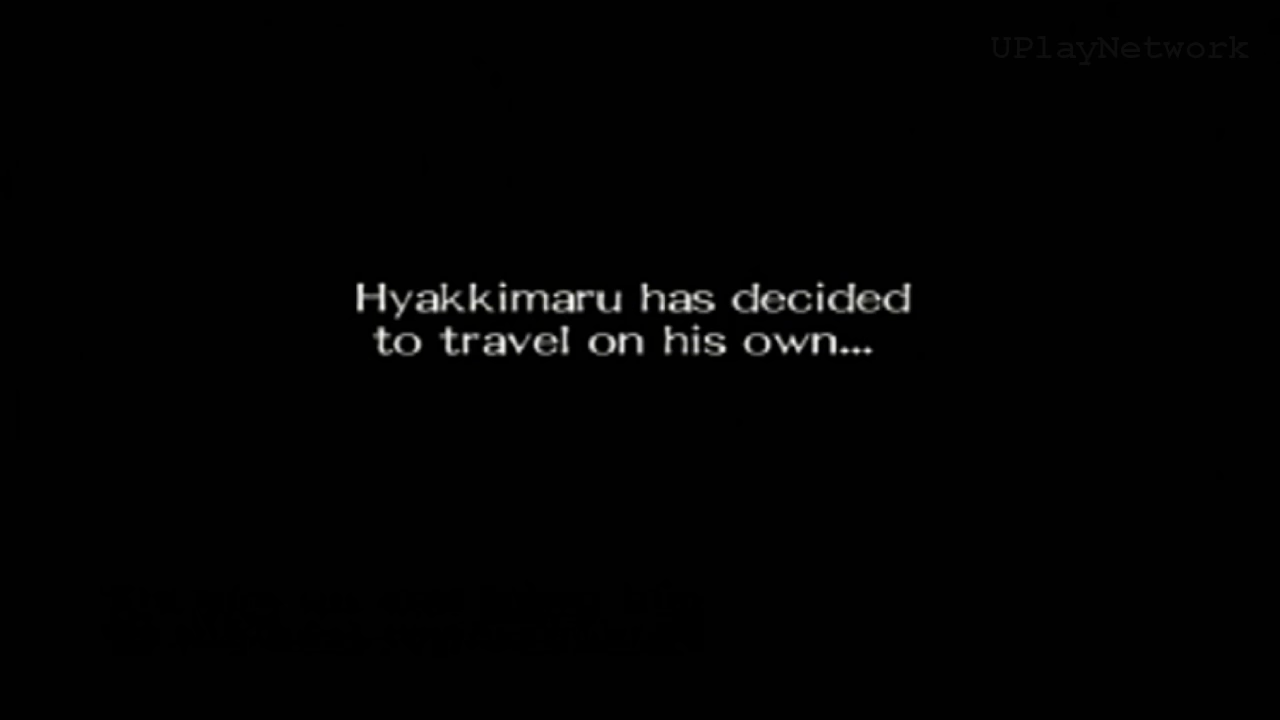 UPlayNetwork
Hyakkimaru has decided
to travel on his own...